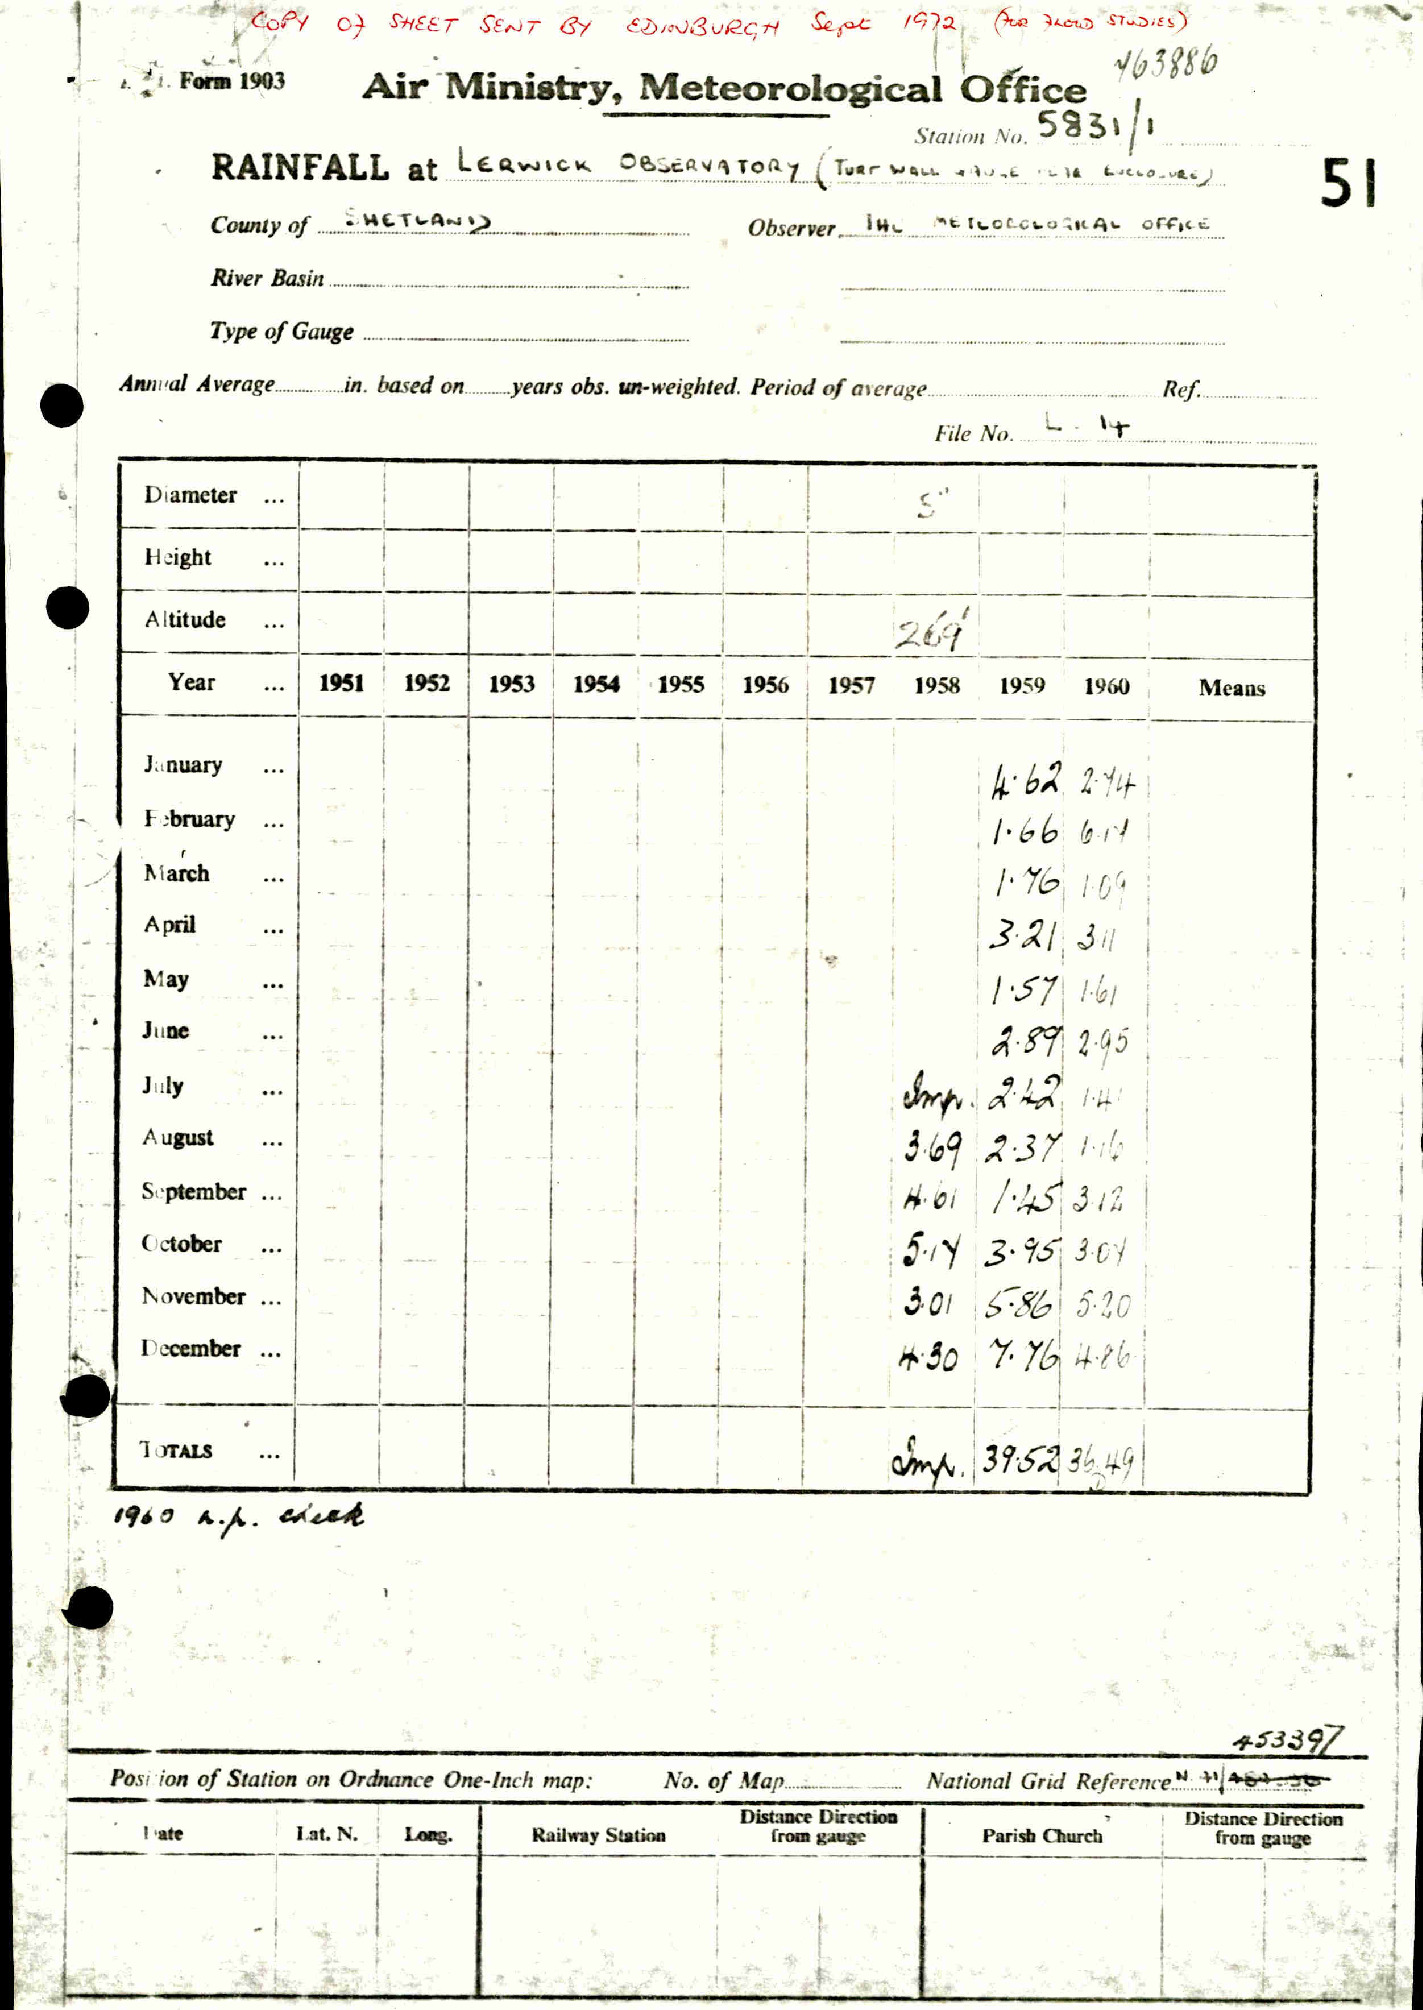 COPY OF SHEET SENT BY EDINBURGH Sept 1972 (FOR FLOOD STUDIES)
Form 1903 Air Ministry, Meteorological Office 463886
Station No. 5831/1
RAINFALL at LERWICK OBSERVATORY (TURF WALL GAUGE NEAR ENCLOSURE) 51
County of SHETLAND Observer THE METEOROLOGICAL OFFICE
River Basin
Type of Gauge
Annual Average in. based on years obs. un-weighted. Period of average Ref.
File No. L. 14
Diameter ... 5"
Height ...
Altitude ... 269'
Year ... 1951 1952 1953 1954 1955 1956 1957 1958 1959 1960 Means
January ... 4.62 2.74
February ... 1.66 6.17
March ... 1.76 1.09
April ... 3.21 3.11
May ... 1.57 1.61
June ... 2.89 2.95
July ... Imp. 2.42 1.41
August ... 3.69 2.37 1.16
September ... 4.61 1.45 3.12
October ... 5.17 3.95 3.07
November ... 3.01 5.86 5.20
December ... 4.30 7.76 4.86
TOTALS ... Imp. 39.52 36.49
1960 n.p. check
453397
Position of Station on Ordnance One-Inch map: No. of Map National Grid Reference
Date Lat. N. Long. Railway Station Distance Direction from gauge Parish Church Distance Direction from gauge